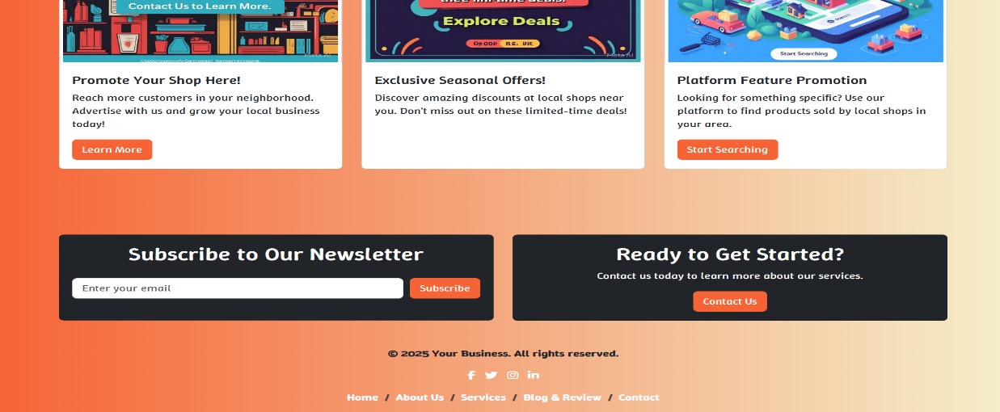 Contact Us to Learn More.
Meta AI
Explore Deals
Meta AI
Start Searching
Promote Your Shop Here!
Reach more customers in your neighborhood.
Advertise with us and grow your local business
today!
Learn More
Exclusive Seasonal Offers!
Discover amazing discounts at local shops near
you. Don't miss out on these limited-time deals!
Platform Feature Promotion
Looking for something specific? Use our
platform to find products sold by local shops in
your area.
Start Searching
Subscribe to Our Newsletter
Enter your email
Subscribe
Ready to Get Started?
Contact us today to learn more about our services.
Contact Us
© 2025 Your Business. All rights reserved.
Home / About Us / Services / Blog & Review / Contact